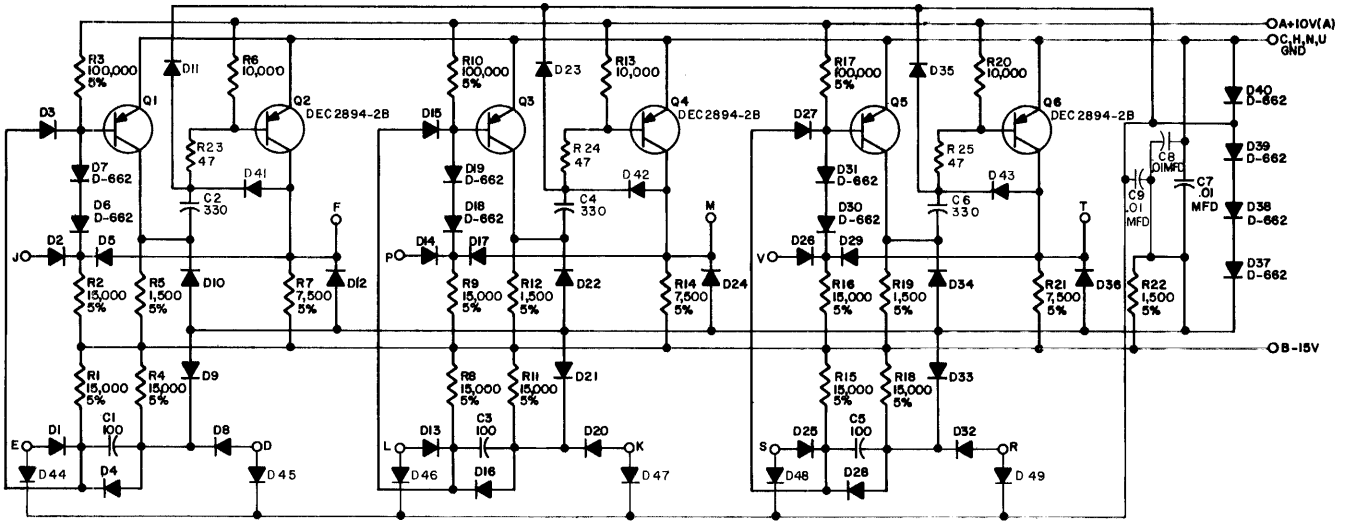 A+10V(A)
C,H,N,U
GND
R3
100,000
5%
D11
R6
10,000
R10
100,000
5%
D23
R13
10,000
R17
100,000
5%
D35
R20
10,000
D40
D-662
D3
Q1
Q2
DEC2894-2B
D15
Q3
Q4
DEC2894-2B
D27
Q5
Q6
DEC2894-2B
R23
47
R24
47
R25
47
C8
.01MFD
D39
D-662
D7
D-662
D41
D19
D-662
D42
D31
D-662
D43
C9
.01
MFD
C7
.01
MFD
D6
D-662
C2
330
F
D18
D-662
C4
330
M
D30
D-662
C6
330
T
D38
D-662
J
D2
D5
P
D14
D17
V
D26
D29
D37
D-662
R2
15,000
5%
R5
1,500
5%
D10
R7
7,500
5%
D12
R9
15,000
5%
R12
1,500
5%
D22
R14
7,500
5%
D24
R16
15,000
5%
R19
1,500
5%
D34
R21
7,500
5%
D36
R22
1,500
5%
B-15V
R1
15,000
5%
R4
15,000
5%
D9
R8
15,000
5%
R11
15,000
5%
D21
R15
15,000
5%
R18
15,000
5%
D33
E
D1
C1
100
D8
D
L
D13
C3
100
D20
K
S
D25
C5
100
D32
R
D44
D4
D45
D46
D16
D47
D48
D28
D49